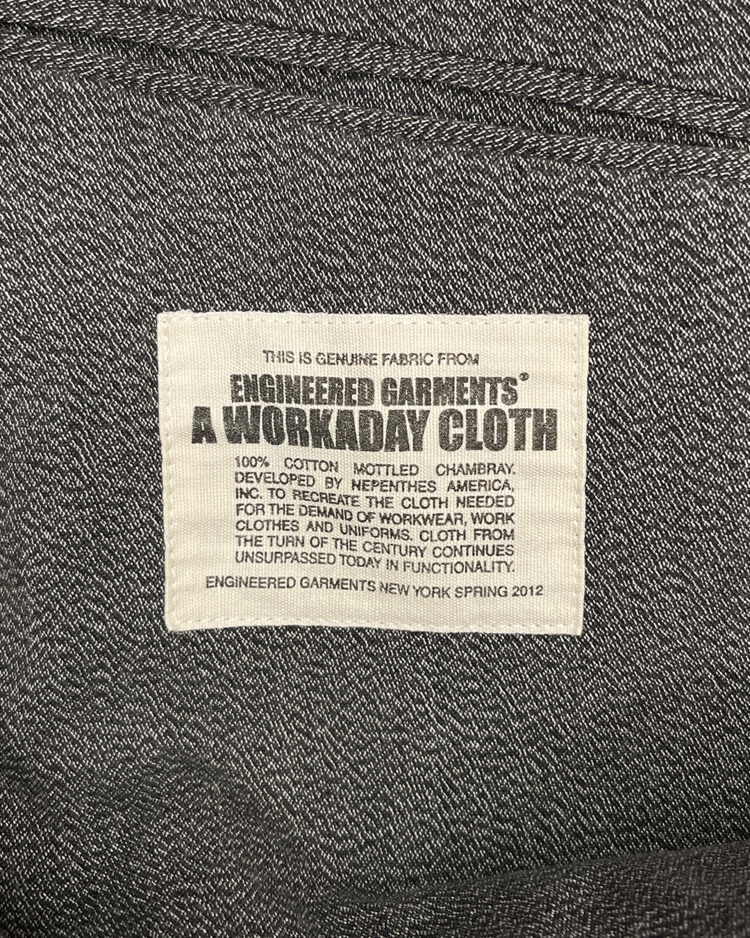 THIS IS GENUINE FABRIC FROM
ENGINEERED GARMENTS®
A WORKADAY CLOTH
100% COTTON MOTTLED CHAMBRAY.
DEVELOPED BY NEPENTHES AMERICA,
INC. TO RECREATE THE CLOTH NEEDED
FOR THE DEMAND OF WORKWEAR, WORK
CLOTHES AND UNIFORMS. CLOTH FROM
THE TURN OF THE CENTURY CONTINUES
UNSURPASSED TODAY IN FUNCTIONALITY.
ENGINEERED GARMENTS NEW YORK SPRING 2012